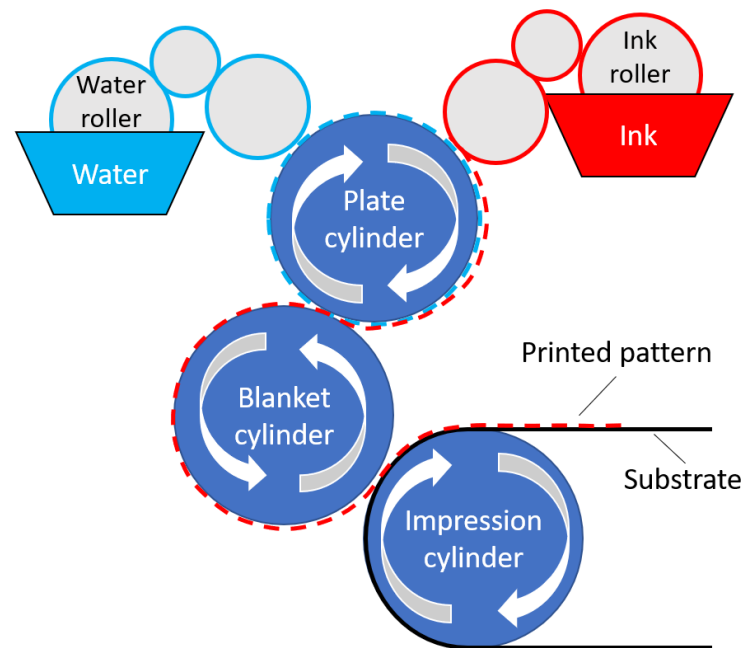 Water
roller
Water
Ink
roller
Ink
Plate
cylinder
Blanket
cylinder
Printed pattern
Substrate
Impression
cylinder